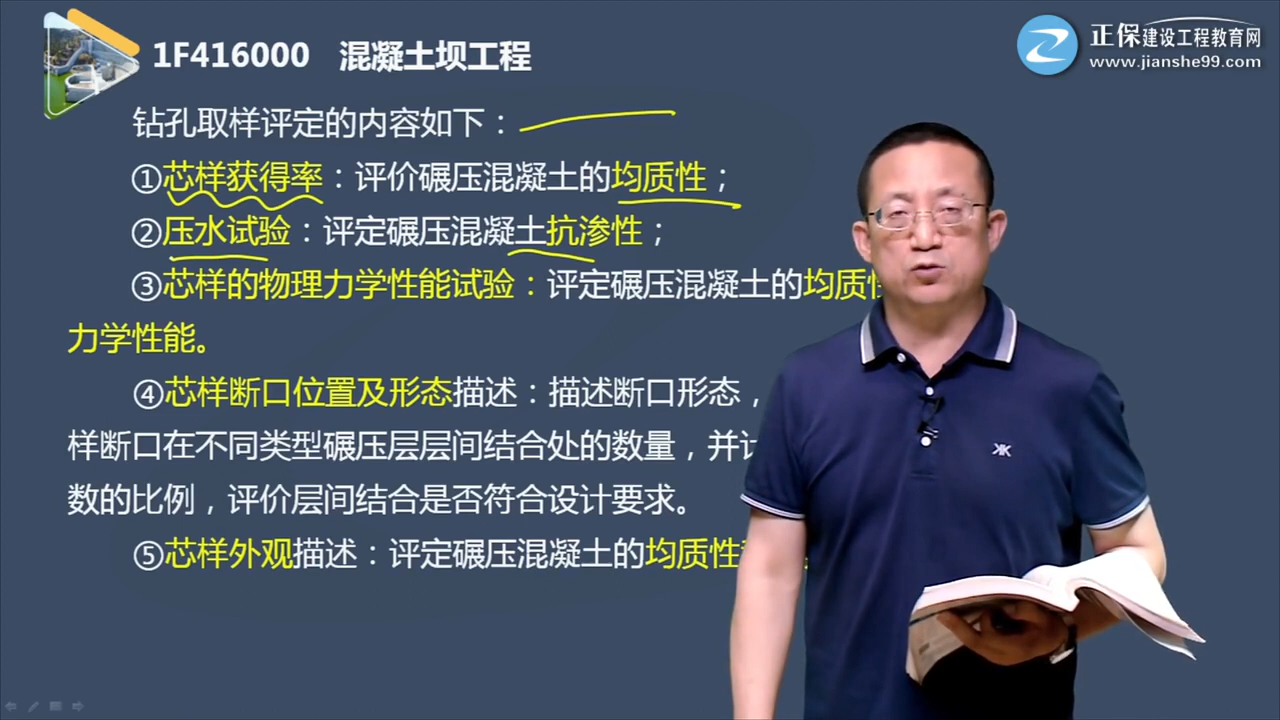 1F416000 混凝土坝工程
正保建设工程教育网
www.jianshe99.com
钻孔取样评定的内容如下：
①芯样获得率：评价碾压混凝土的均质性；
②压水试验：评定碾压混凝土抗渗性；
③芯样的物理力学性能试验：评定碾压混凝土的均质性
力学性能。
④芯样断口位置及形态描述：描述断口形态，
样断口在不同类型碾压层层间结合处的数量，并计
数的比例，评价层间结合是否符合设计要求。
⑤芯样外观描述：评定碾压混凝土的均质性